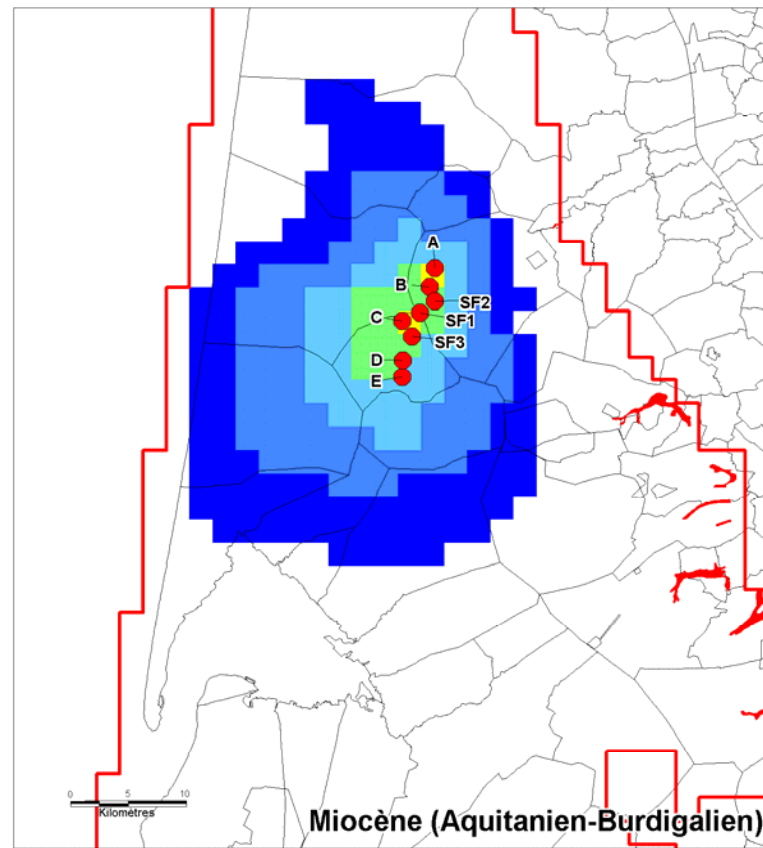 A
B
SF2
C
SF1
SF3
D
E
0 5 10
Kilomètres
Miocène (Aquitanien-Burdigalien)